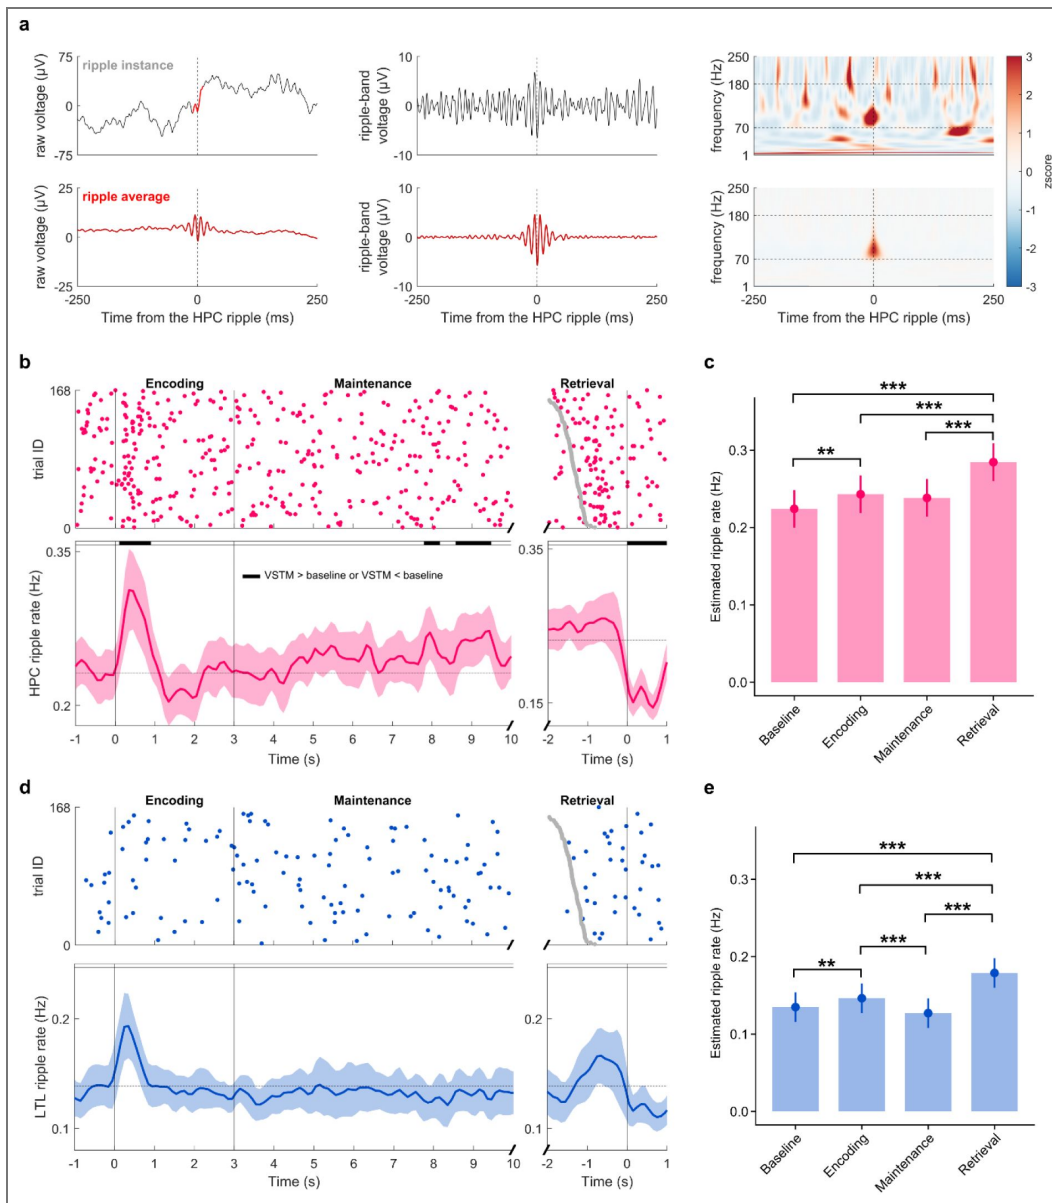 a
ripple instance
raw voltage (µV)
75
0
-75
ripple-band
voltage (µV)
10
0
-10
frequency (Hz)
250
180
70
1
3
2
1
0
-1
-2
-3
zscore
ripple average
raw voltage (µV)
25
0
-25
-250 0 250
Time from the HPC ripple (ms)
ripple-band
voltage (µV)
10
0
-10
-250 0 250
Time from the HPC ripple (ms)
frequency (Hz)
250
180
70
1
-250 0 250
Time from the HPC ripple (ms)
b
Encoding Maintenance Retrieval
168
trial ID
0
0.35
HPC ripple rate (Hz)
0.2
VSTM > baseline or VSTM < baseline
0.35
0.15
-1 0 1 2 3 4 5 6 7 8 9 10
Time (s)
-2 -1 0 1
Time (s)
c
***
***
***
**
Estimated ripple rate (Hz)
0.3
0.2
0.1
0.0
Baseline
Encoding
Maintenance
Retrieval
d
Encoding Maintenance Retrieval
168
trial ID
0
LTL ripple rate (Hz)
0.2
0.1
0.2
0.1
-1 0 1 2 3 4 5 6 7 8 9 10
Time (s)
-2 -1 0 1
Time (s)
e
***
***
***
***
**
Estimated ripple rate (Hz)
0.3
0.2
0.1
0.0
Baseline
Encoding
Maintenance
Retrieval